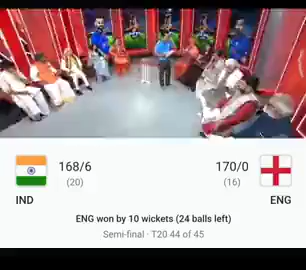 168/6 170/0
(20) (16)
IND ENG
ENG won by 10 wickets (24 balls left)
Semi-final · T20 44 of 45